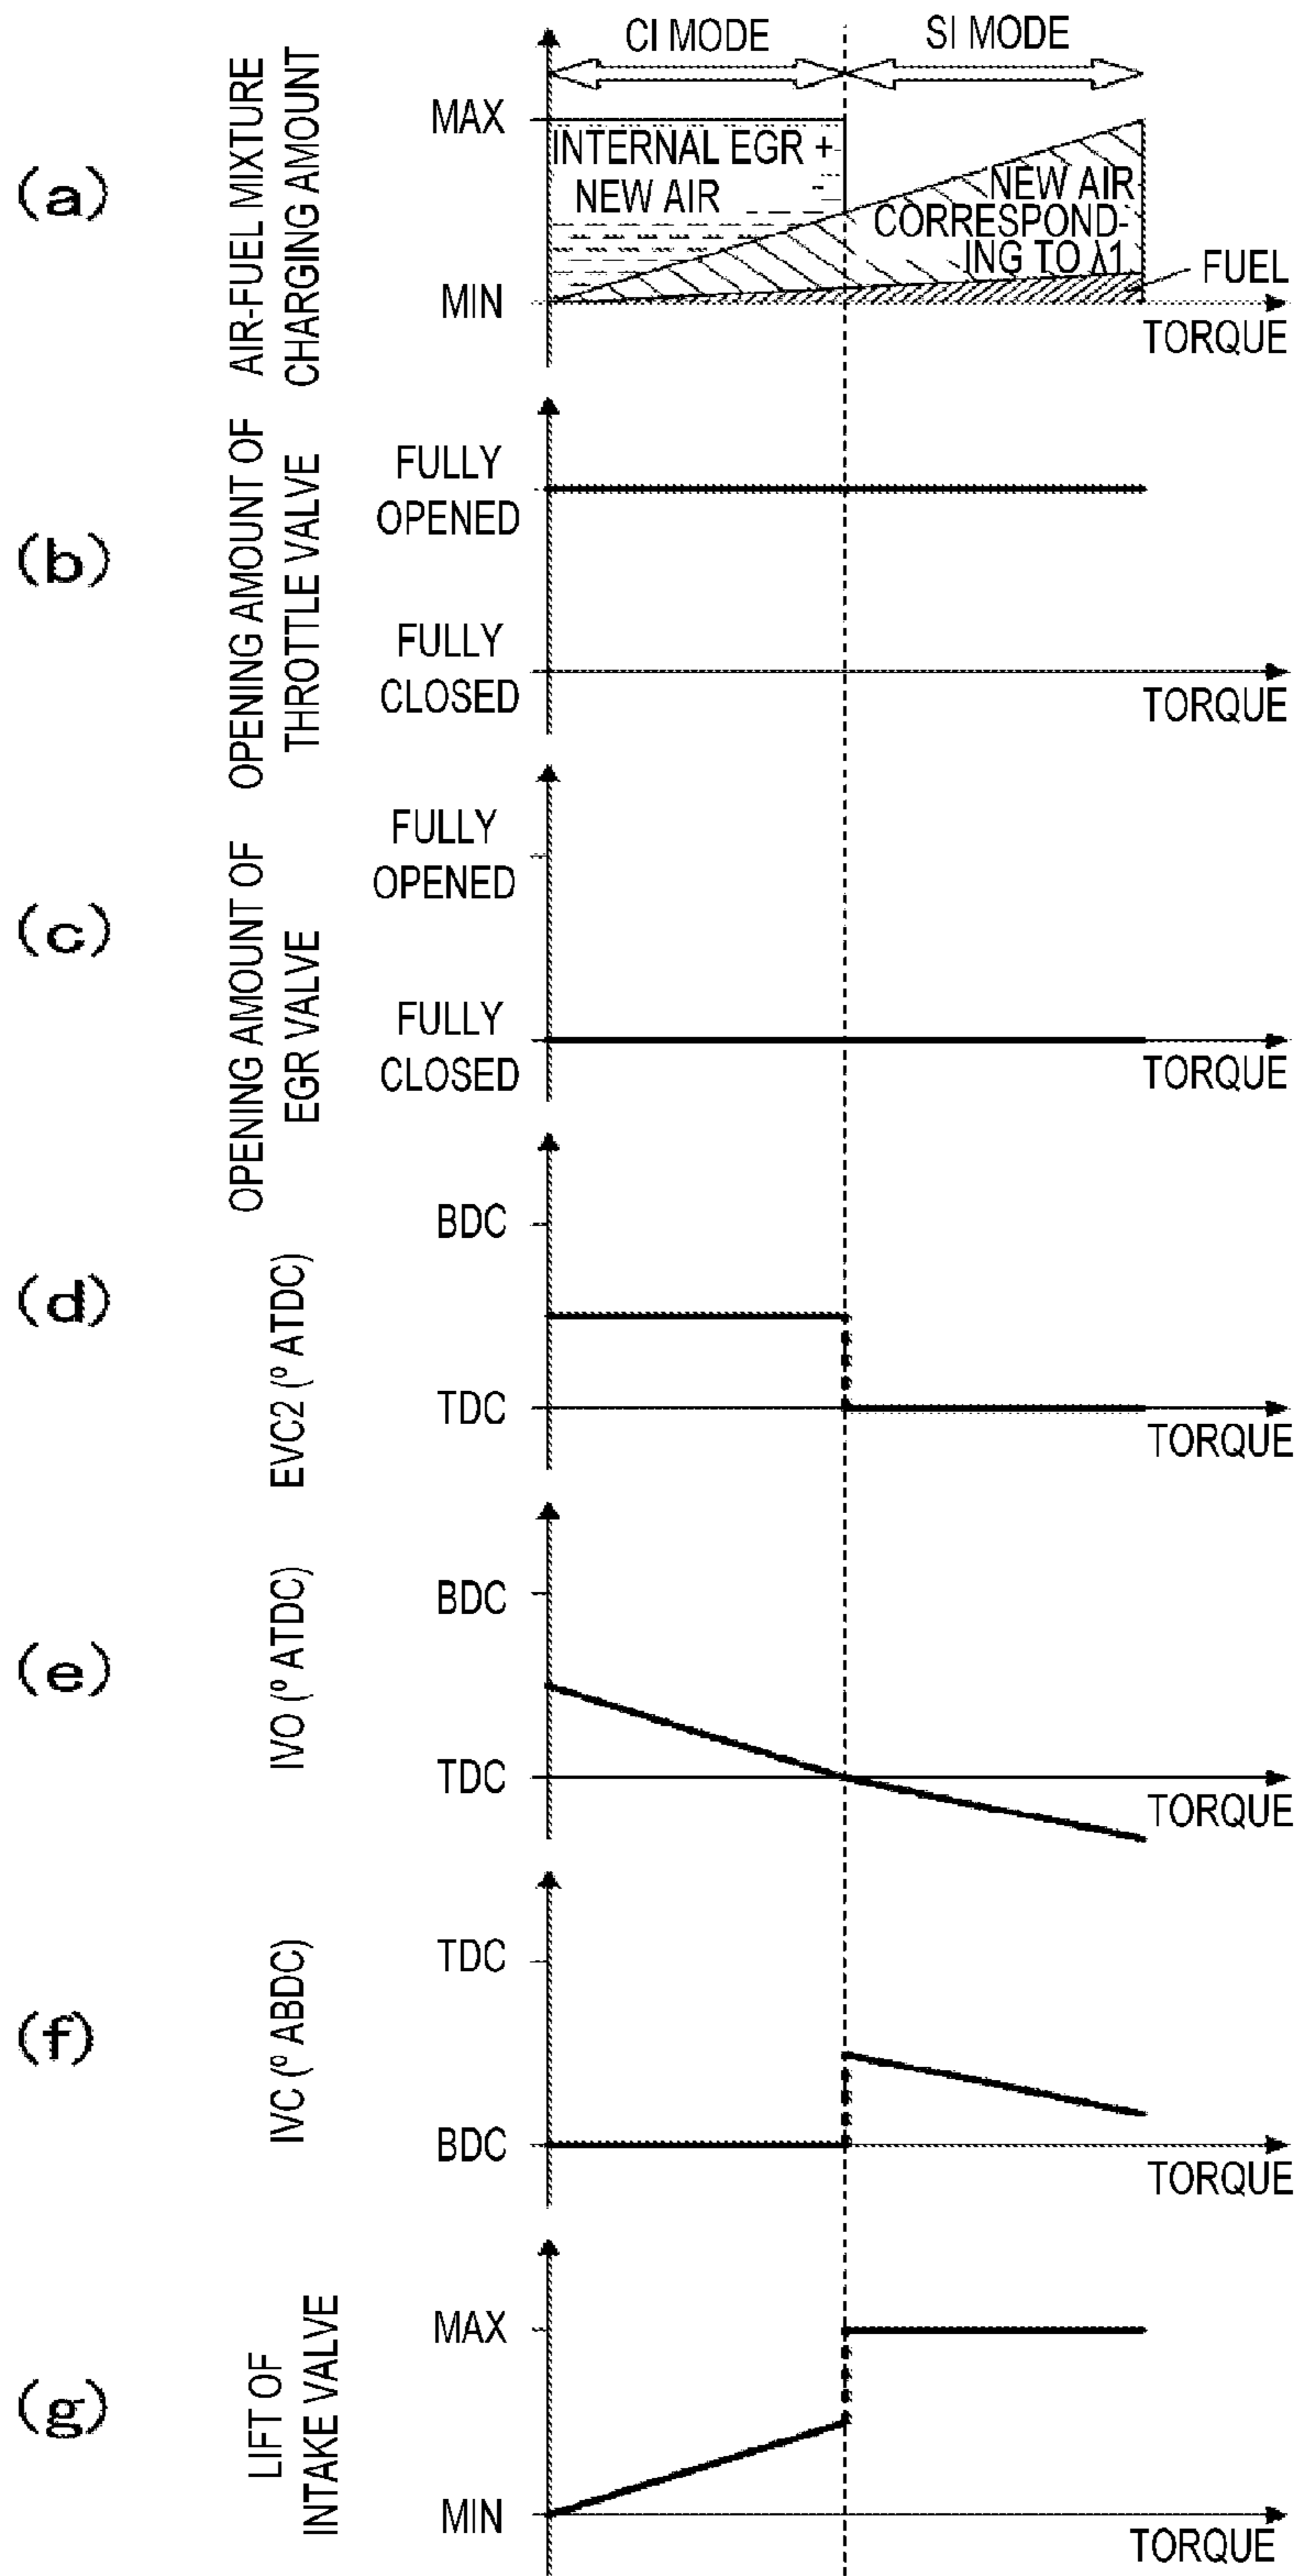 CI MODE
SI MODE
(a)
AIR-FUEL MIXTURE
CHARGING AMOUNT
MAX
MIN
INTERNAL EGR +
NEW AIR
NEW AIR
CORRESPOND-
ING TO λ1
FUEL
TORQUE
(b)
OPENING AMOUNT OF
THROTTLE VALVE
FULLY
OPENED
FULLY
CLOSED
TORQUE
(c)
OPENING AMOUNT OF
EGR VALVE
FULLY
OPENED
FULLY
CLOSED
TORQUE
(d)
EVC2 (º ATDC)
BDC
TDC
TORQUE
(e)
IVO (º ATDC)
BDC
TDC
TORQUE
(f)
IVC (º ABDC)
TDC
BDC
TORQUE
(g)
LIFT OF
INTAKE VALVE
MAX
MIN
TORQUE